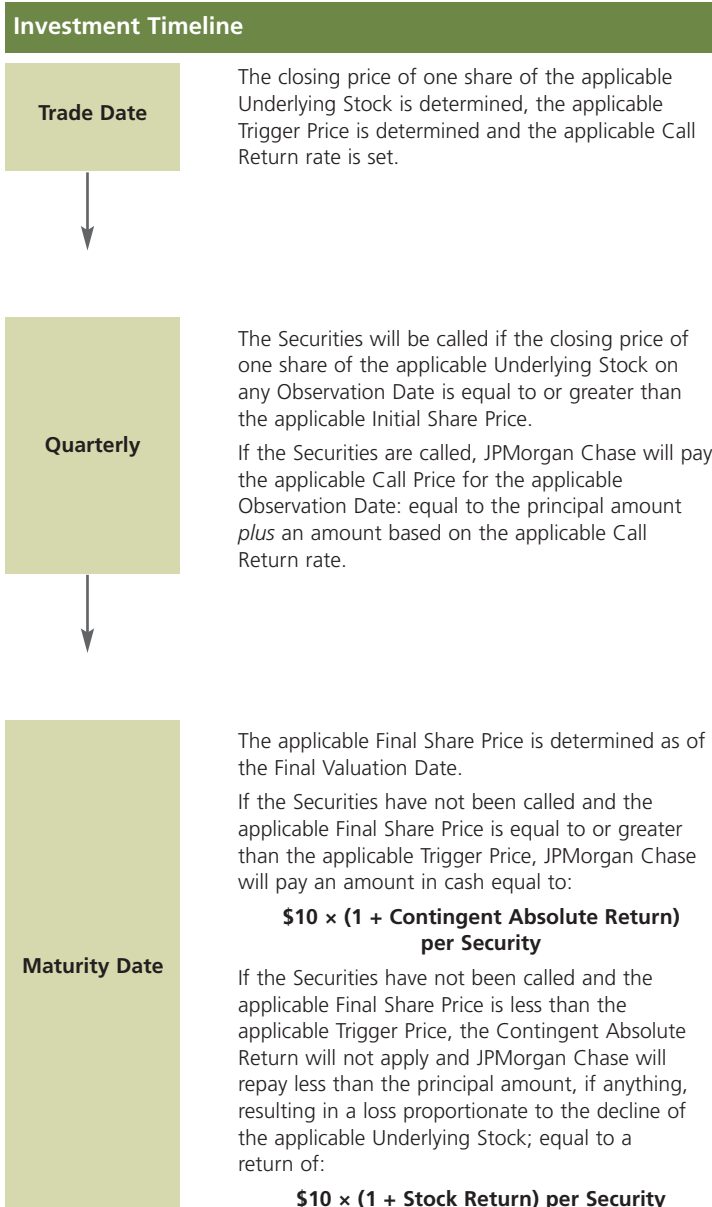 Investment Timeline
Trade Date
The closing price of one share of the applicable
Underlying Stock is determined, the applicable
Trigger Price is determined and the applicable Call
Return rate is set.
Quarterly
The Securities will be called if the closing price of
one share of the applicable Underlying Stock on
any Observation Date is equal to or greater than
the applicable Initial Share Price.
If the Securities are called, JPMorgan Chase will pay
the applicable Call Price for the applicable
Observation Date: equal to the principal amount
plus an amount based on the applicable Call
Return rate.
Maturity Date
The applicable Final Share Price is determined as of
the Final Valuation Date.
If the Securities have not been called and the
applicable Final Share Price is equal to or greater
than the applicable Trigger Price, JPMorgan Chase
will pay an amount in cash equal to:
$10 × (1 + Contingent Absolute Return)
per Security
If the Securities have not been called and the
applicable Final Share Price is less than the
applicable Trigger Price, the Contingent Absolute
Return will not apply and JPMorgan Chase will
repay less than the principal amount, if anything,
resulting in a loss proportionate to the decline of
the applicable Underlying Stock; equal to a
return of:
$10 × (1 + Stock Return) per Security